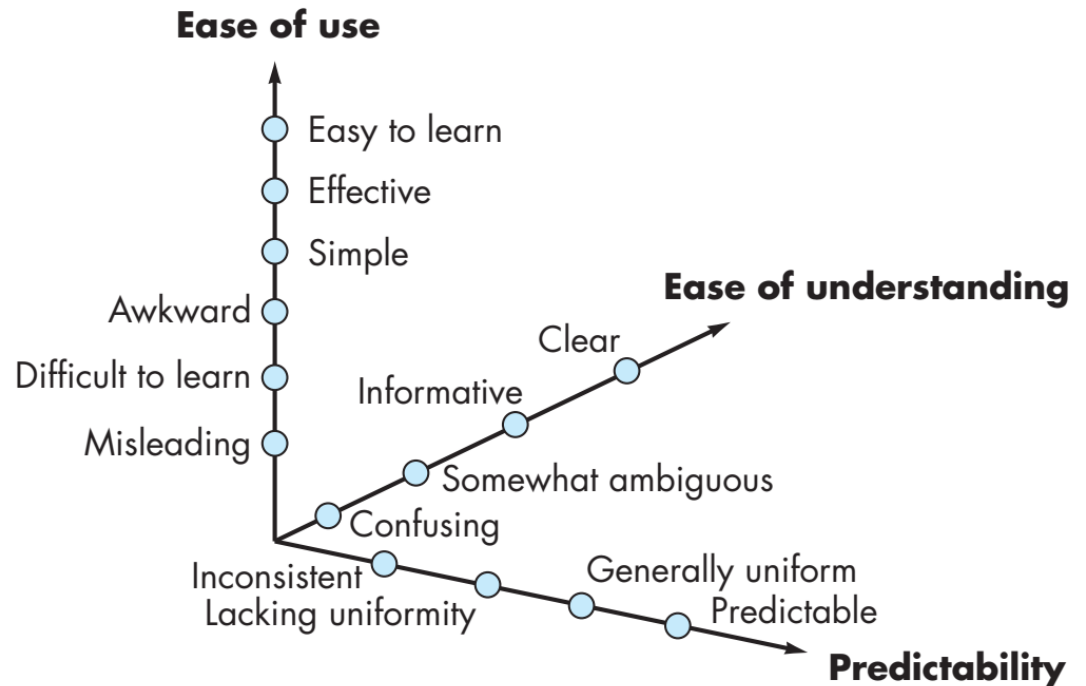 Ease of use
Easy to learn
Effective
Simple
Awkward
Difficult to learn
Misleading
Ease of understanding
Clear
Informative
Somewhat ambiguous
Confusing
Inconsistent
Lacking uniformity
Generally uniform
Predictable
Predictability